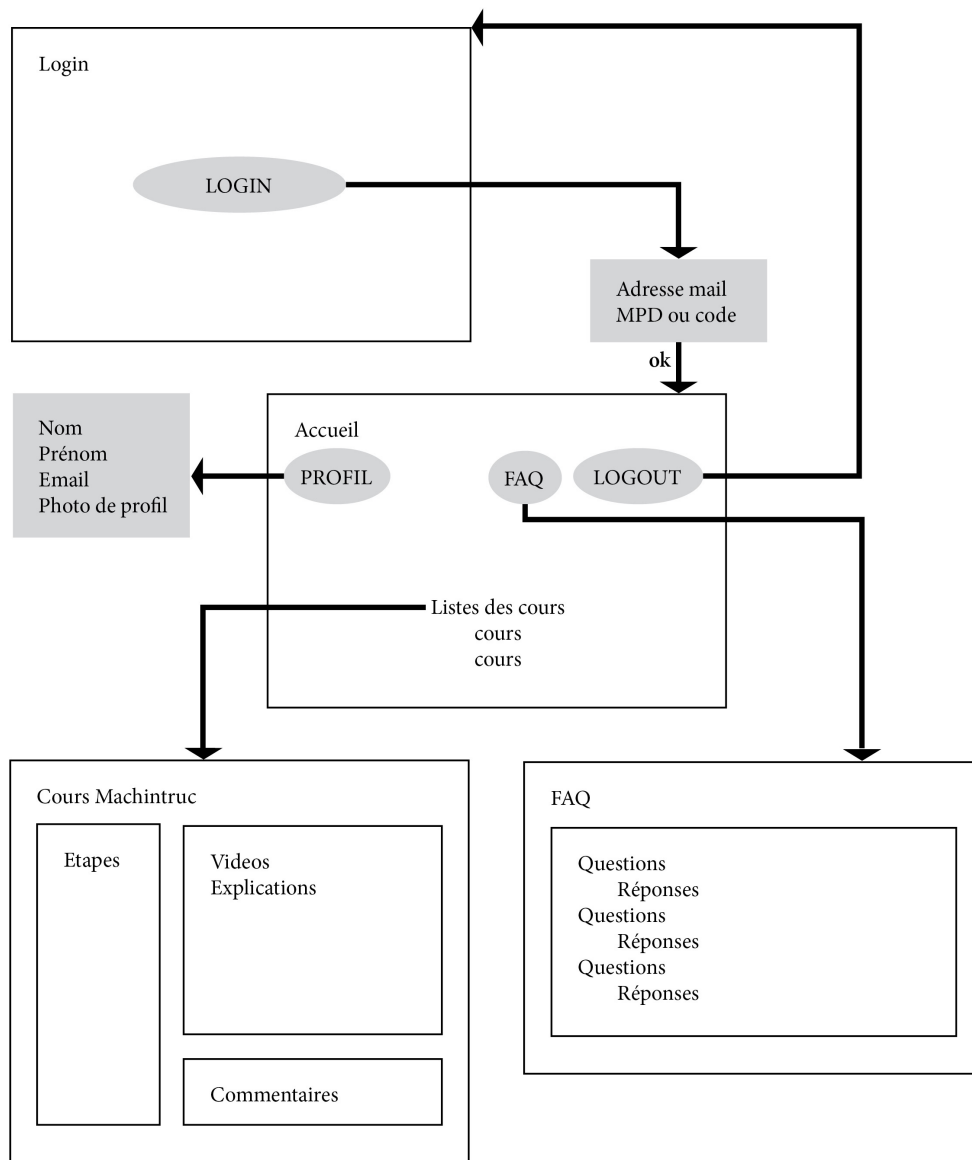 Login
LOGIN
Adresse mail
MPD ou code
ok
Nom
Prénom
Email
Photo de profil
Accueil
PROFIL
FAQ
LOGOUT
Listes des cours
cours
cours
Cours Machintruc
Etapes
Videos
Explications
Commentaires
FAQ
Questions
Réponses
Questions
Réponses
Questions
Réponses